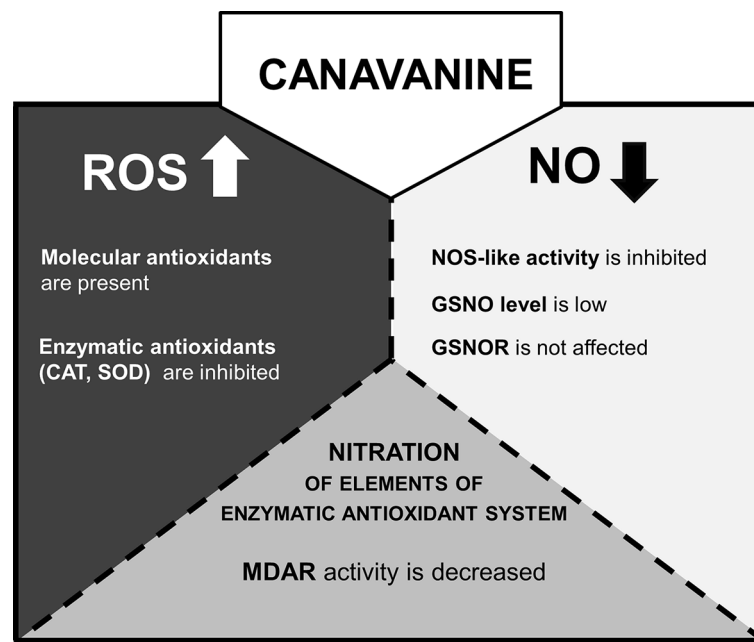 CANAVANINE
ROS
Molecular antioxidants
are present
Enzymatic antioxidants
(CAT, SOD) are inhibited
NO
NOS-like activity is inhibited
GSNO level is low
GSNOR is not affected
NITRATION
OF ELEMENTS OF
ENZYMATIC ANTIOXIDANT SYSTEM
MDAR activity is decreased